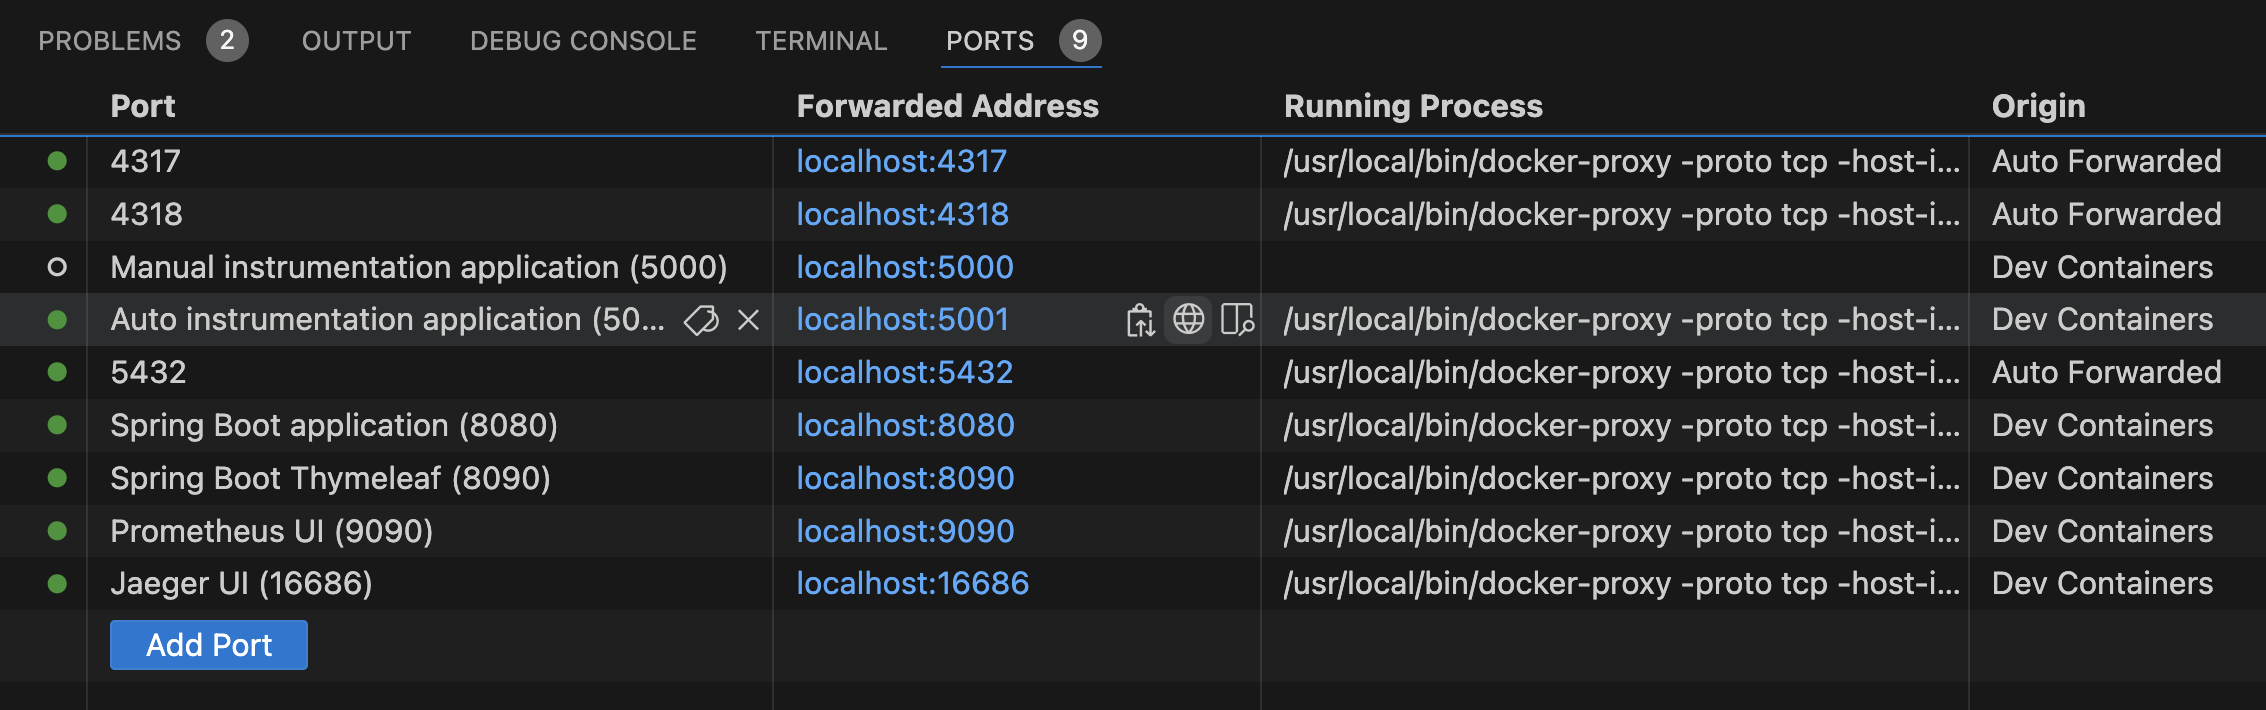 PROBLEMS 2 OUTPUT DEBUG CONSOLE TERMINAL PORTS 9
Port Forwarded Address Running Process Origin
4317 localhost:4317 /usr/local/bin/docker-proxy -proto tcp -host-i... Auto Forwarded
4318 localhost:4318 /usr/local/bin/docker-proxy -proto tcp -host-i... Auto Forwarded
Manual instrumentation application (5000) localhost:5000 Dev Containers
Auto instrumentation application (50... localhost:5001 /usr/local/bin/docker-proxy -proto tcp -host-i... Dev Containers
5432 localhost:5432 /usr/local/bin/docker-proxy -proto tcp -host-i... Auto Forwarded
Spring Boot application (8080) localhost:8080 /usr/local/bin/docker-proxy -proto tcp -host-i... Dev Containers
Spring Boot Thymeleaf (8090) localhost:8090 /usr/local/bin/docker-proxy -proto tcp -host-i... Dev Containers
Prometheus UI (9090) localhost:9090 /usr/local/bin/docker-proxy -proto tcp -host-i... Dev Containers
Jaeger UI (16686) localhost:16686 /usr/local/bin/docker-proxy -proto tcp -host-i... Dev Containers
Add Port